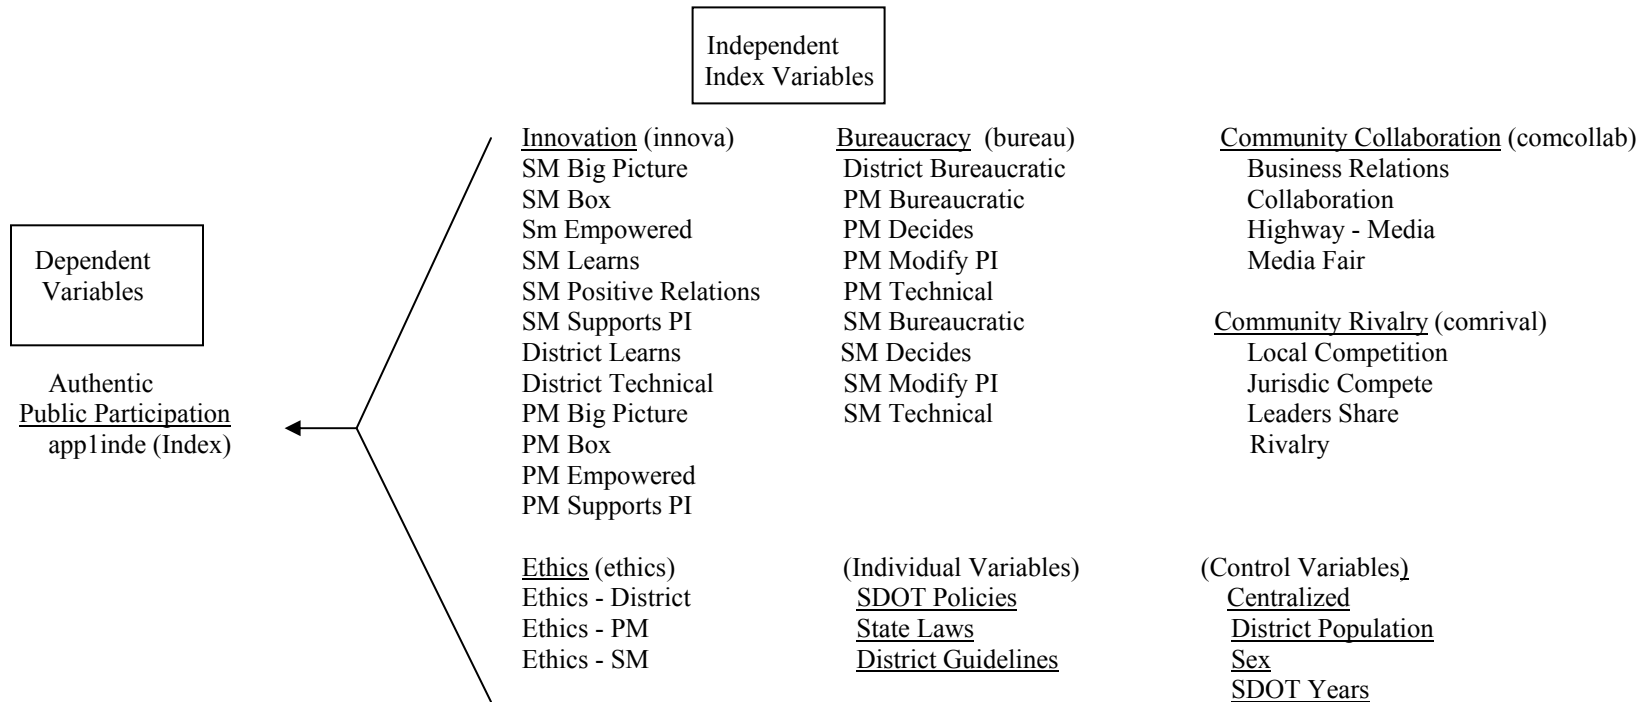 Independent
Index Variables
Dependent
Variables
Authentic
Public Participation
app1inde (Index)
Innovation (innova)
SM Big Picture
SM Box
Sm Empowered
SM Learns
SM Positive Relations
SM Supports PI
District Learns
District Technical
PM Big Picture
PM Box
PM Empowered
PM Supports PI
Bureaucracy (bureau)
District Bureaucratic
PM Bureaucratic
PM Decides
PM Modify PI
PM Technical
SM Bureaucratic
SM Decides
SM Modify PI
SM Technical
Community Collaboration (comcollab)
Business Relations
Collaboration
Highway - Media
Media Fair
Community Rivalry (comrival)
Local Competition
Jurisdic Compete
Leaders Share
Rivalry
Ethics (ethics)
Ethics - District
Ethics - PM
Ethics - SM
(Individual Variables)
SDOT Policies
State Laws
District Guidelines
(Control Variables)
Centralized
District Population
Sex
SDOT Years